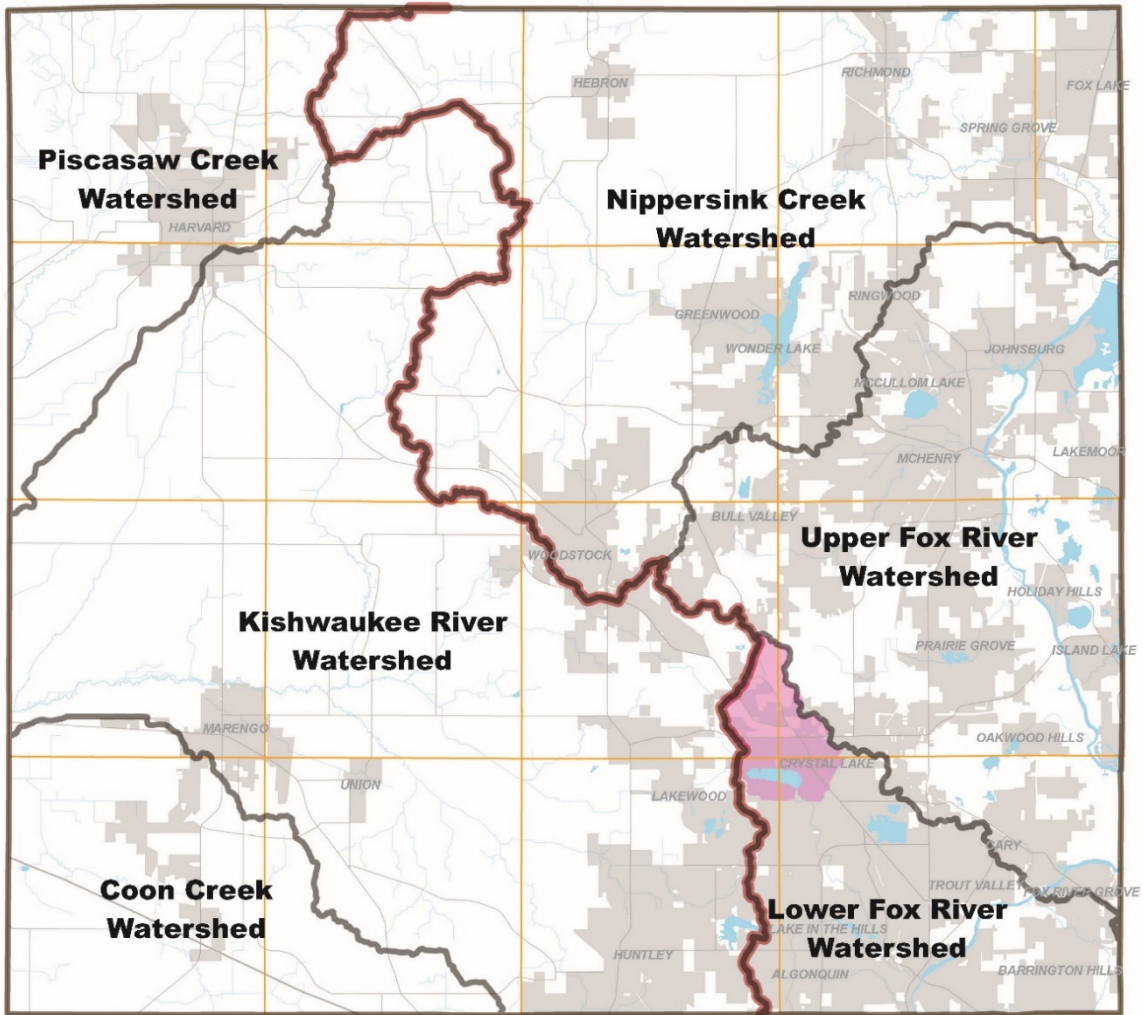 HEBRON
RICHMOND
FOX LAKE
SPRING GROVE
Piscasaw Creek
Watershed
HARVARD
Nippersink Creek
Watershed
RINGWOOD
GREENWOOD
WONDER LAKE
JOHNSBURG
MCCULLOM LAKE
MCHENRY
LAKEMOOR
BULL VALLEY
WOODSTOCK
Upper Fox River
Watershed
HOLIDAY HILLS
Kishwaukee River
Watershed
PRAIRIE GROVE
ISLAND LAKE
MARENGO
OAKWOOD HILLS
CRYSTAL LAKE
UNION
LAKEWOOD
CARY
Coon Creek
Watershed
TROUT VALLEY
FOX RIVER GROVE
Lower Fox River
Watershed
LAKE IN THE HILLS
HUNTLEY
ALGONQUIN
BARRINGTON HILLS